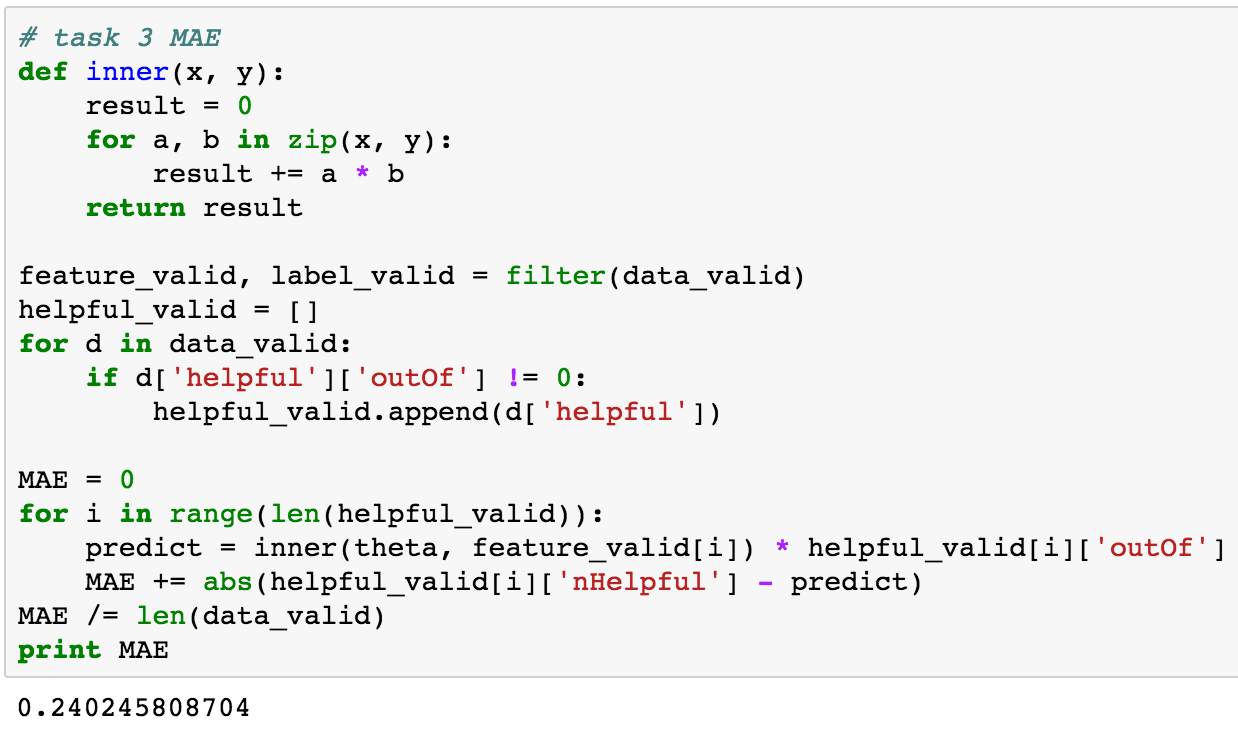 # task 3 MAE
def inner(x, y):
    result = 0
    for a, b in zip(x, y):
        result += a * b
    return result

feature_valid, label_valid = filter(data_valid)
helpful_valid = []
for d in data_valid:
    if d['helpful']['outOf'] != 0:
        helpful_valid.append(d['helpful'])

MAE = 0
for i in range(len(helpful_valid)):
    predict = inner(theta, feature_valid[i]) * helpful_valid[i]['outOf']
    MAE += abs(helpful_valid[i]['nHelpful'] - predict)
MAE /= len(data_valid)
print MAE
0.240245808704